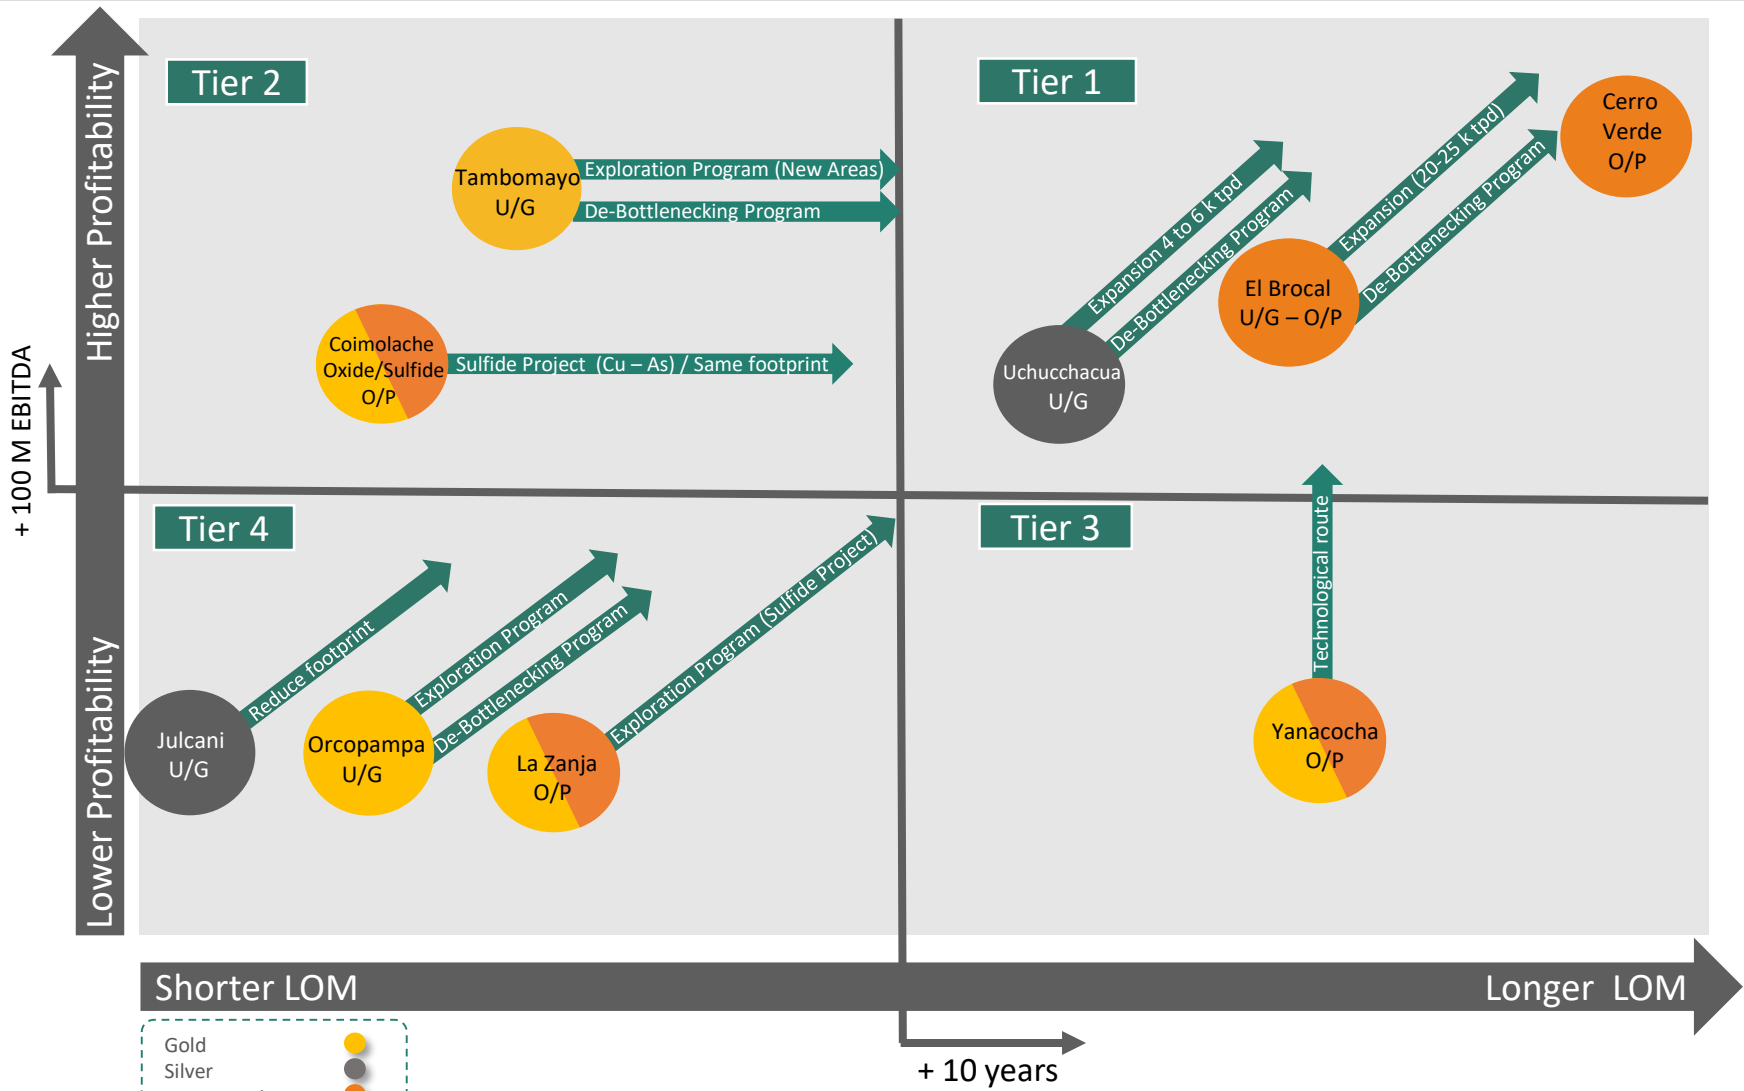 Higher Profitability
Lower Profitability
+ 100 M EBITDA
Tier 2
Tambomayo
U/G
Exploration Program (New Areas)
De-Bottlenecking Program
Coimolache
Oxide/Sulfide
O/P
Sulfide Project (Cu – As) / Same footprint
Tier 1
Uchucchacua
U/G
Expansion 4 to 6 k tpd
De-Bottlenecking Program
El Brocal
U/G – O/P
Expansion (20-25 k tpd)
De-Bottlenecking Program
Cerro
Verde
O/P
Tier 4
Julcani
U/G
Reduce footprint
Orcopampa
U/G
Exploration Program
De-Bottlenecking Program
La Zanja
O/P
Exploration Program (Sulfide Project)
Tier 3
Yanacocha
O/P
Technological route
Shorter LOM
Longer LOM
+ 10 years
Gold
Silver